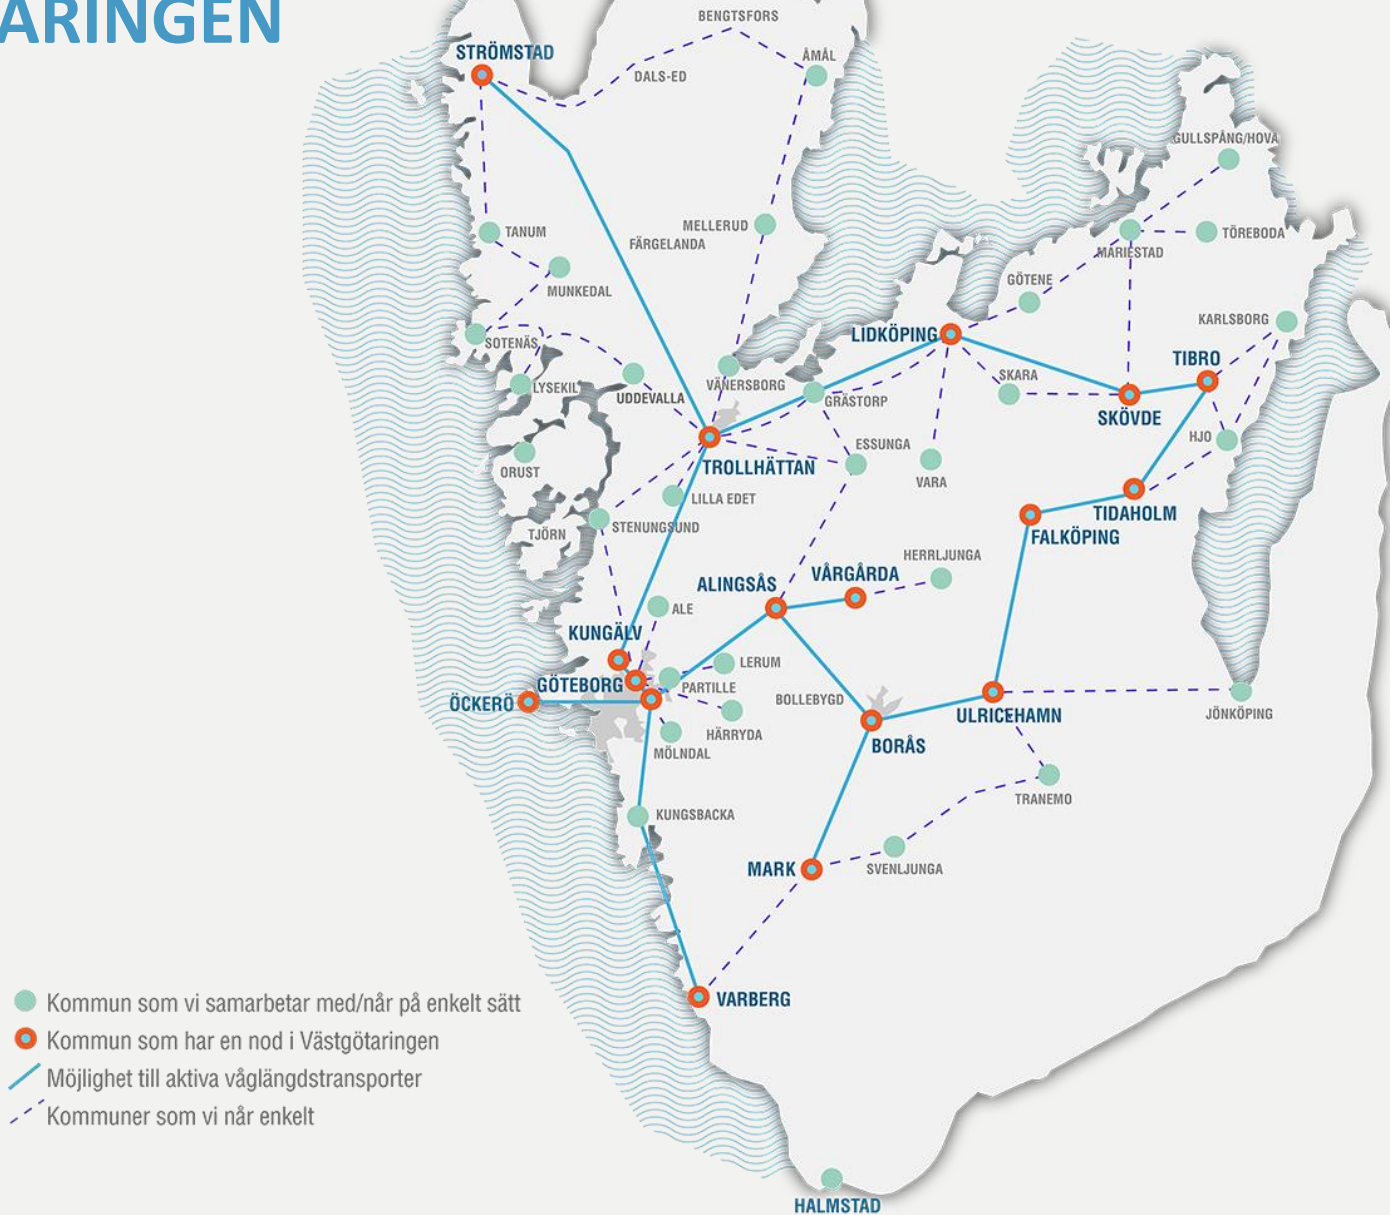 ARINGEN
BENGTSFORS
STRÖMSTAD
ÅMÅL
DALS-ED
GULLSPÅNG/HOVA
TANUM
MELLERUD
FÄRGELANDA
TÖREBODA
MARIESTAD
MUNKEDAL
GÖTENE
KARLSBORG
LIDKÖPING
SOTENÄS
TIBRO
LYSEKIL
UDDEVALLA
VÄNERSBORG
SKARA
GRÄSTORP
SKÖVDE
HJO
ESSUNGA
TROLLHÄTTAN
ORUST
VARA
LILLA EDET
TIDAHOLM
STENUNGSUND
TJÖRN
FALKÖPING
HERRLJUNGA
VÅRGÅRDA
ALINGSÅS
ALE
KUNGÄLV
LERUM
GÖTEBORG
PARTILLE
ÖCKERÖ
BOLLEBYGD
ULRICEHAMN
JÖNKÖPING
HÄRRYDA
BORÅS
MÖLNDAL
TRANEMO
KUNGSBACKA
MARK
SVENLJUNGA
VARBERG
Kommun som vi samarbetar med/når på enkelt sätt
Kommun som har en nod i Västgötaringen
Möjlighet till aktiva våglängdstransporter
Kommuner som vi når enkelt
HALMSTAD